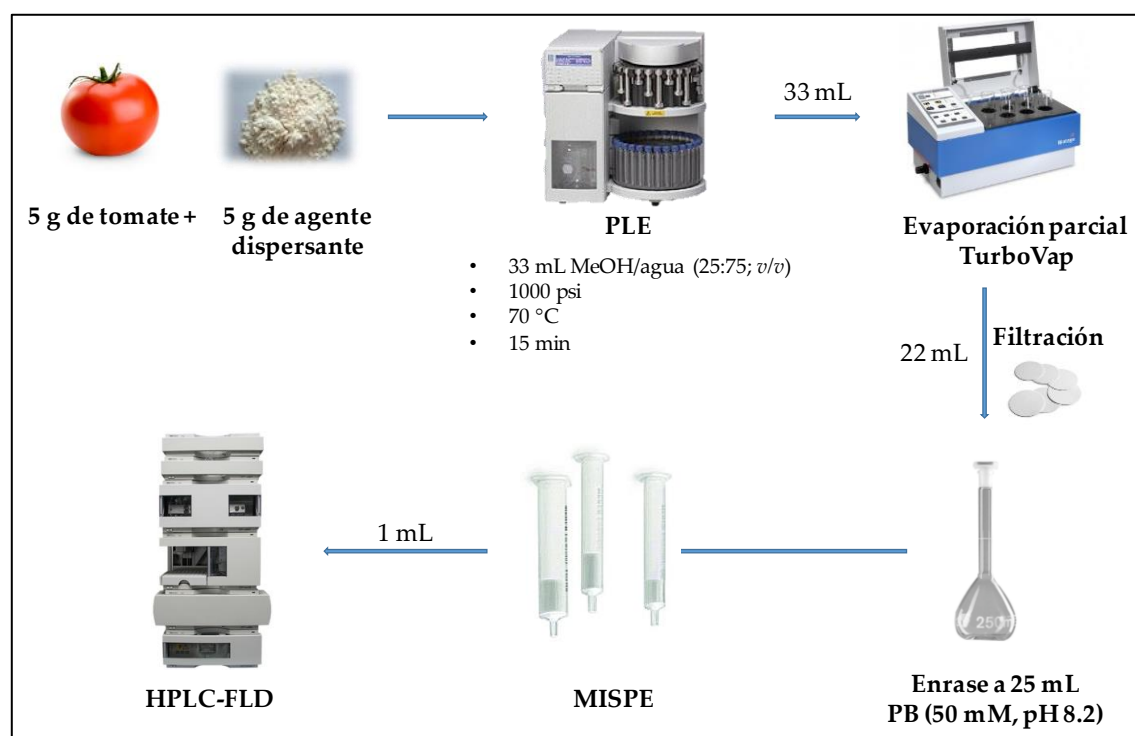 5 g de tomate +
5 g de agente
dispersante
PLE
• 33 mL MeOH/agua (25:75; v/v)
• 1000 psi
• 70 °C
• 15 min
33 mL
Evaporación parcial
TurboVap
22 mL
Filtración
250
Enrase a 25 mL
PB (50 mM, pH 8.2)
MISPE
1 mL
HPLC-FLD